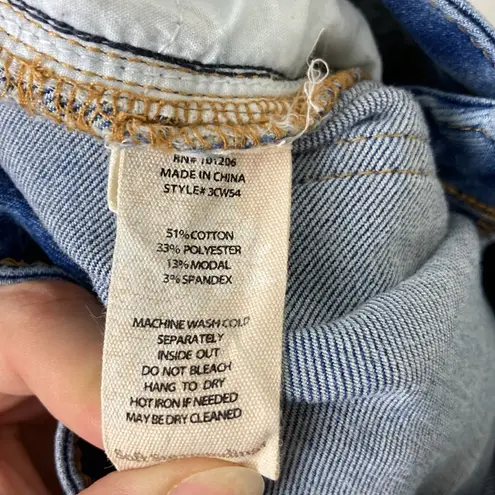 RN# 101206
MADE IN CHINA
STYLE# 3CW54
51% COTTON
33% POLYESTER
13% MODAL
3% SPANDEX
MACHINE WASH COLD
SEPARATELY
INSIDE OUT
DO NOT BLEACH
HANG TO DRY
HOT IRON IF NEEDED
MAY BE DRY CLEANED
Soft